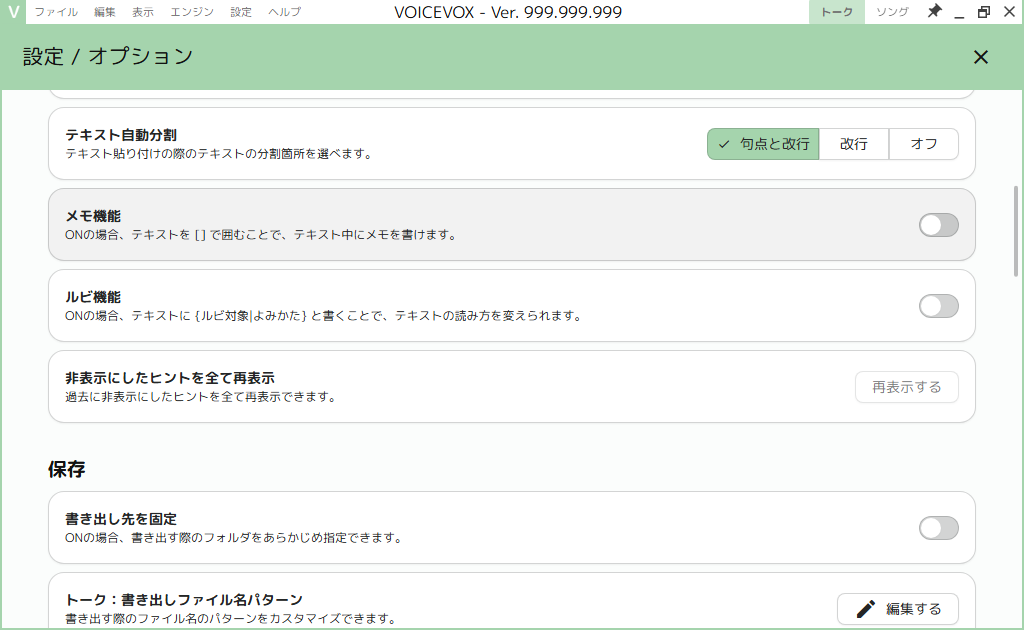 V ファイル 編集 表示 エンジン 設定 ヘルプ VOICEVOX - Ver. 999.999.999 トーク ソング
設定 / オプション
テキスト自動分割
テキスト貼り付けの際のテキストの分割箇所を選べます。
句点と改行 改行 オフ
メモ機能
ONの場合、テキストを [] で囲むことで、テキスト中にメモを書けます。
ルビ機能
ONの場合、テキストに {ルビ対象|よみかた} と書くことで、テキストの読み方を変えられます。
非表示にしたヒントを全て再表示
過去に非表示にしたヒントを全て再表示できます。
再表示する
保存
書き出し先を固定
ONの場合、書き出す際のフォルダをあらかじめ指定できます。
トーク：書き出しファイル名パターン
書き出す際のファイル名のパターンをカスタマイズできます。
編集する